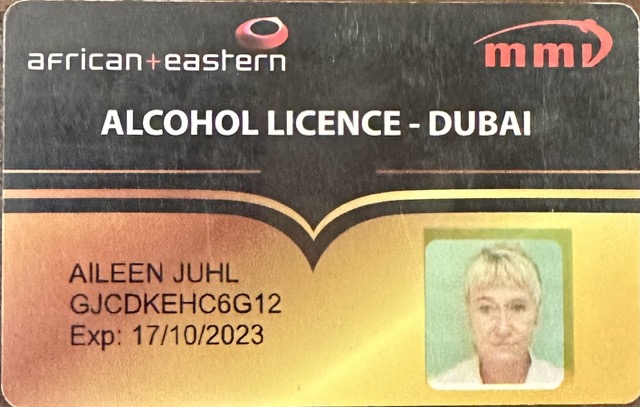 african+eastern
mmi
ALCOHOL LICENCE - DUBAI
AILEEN JUHL
GJCDKEHC6G12
Exp: 17/10/2023